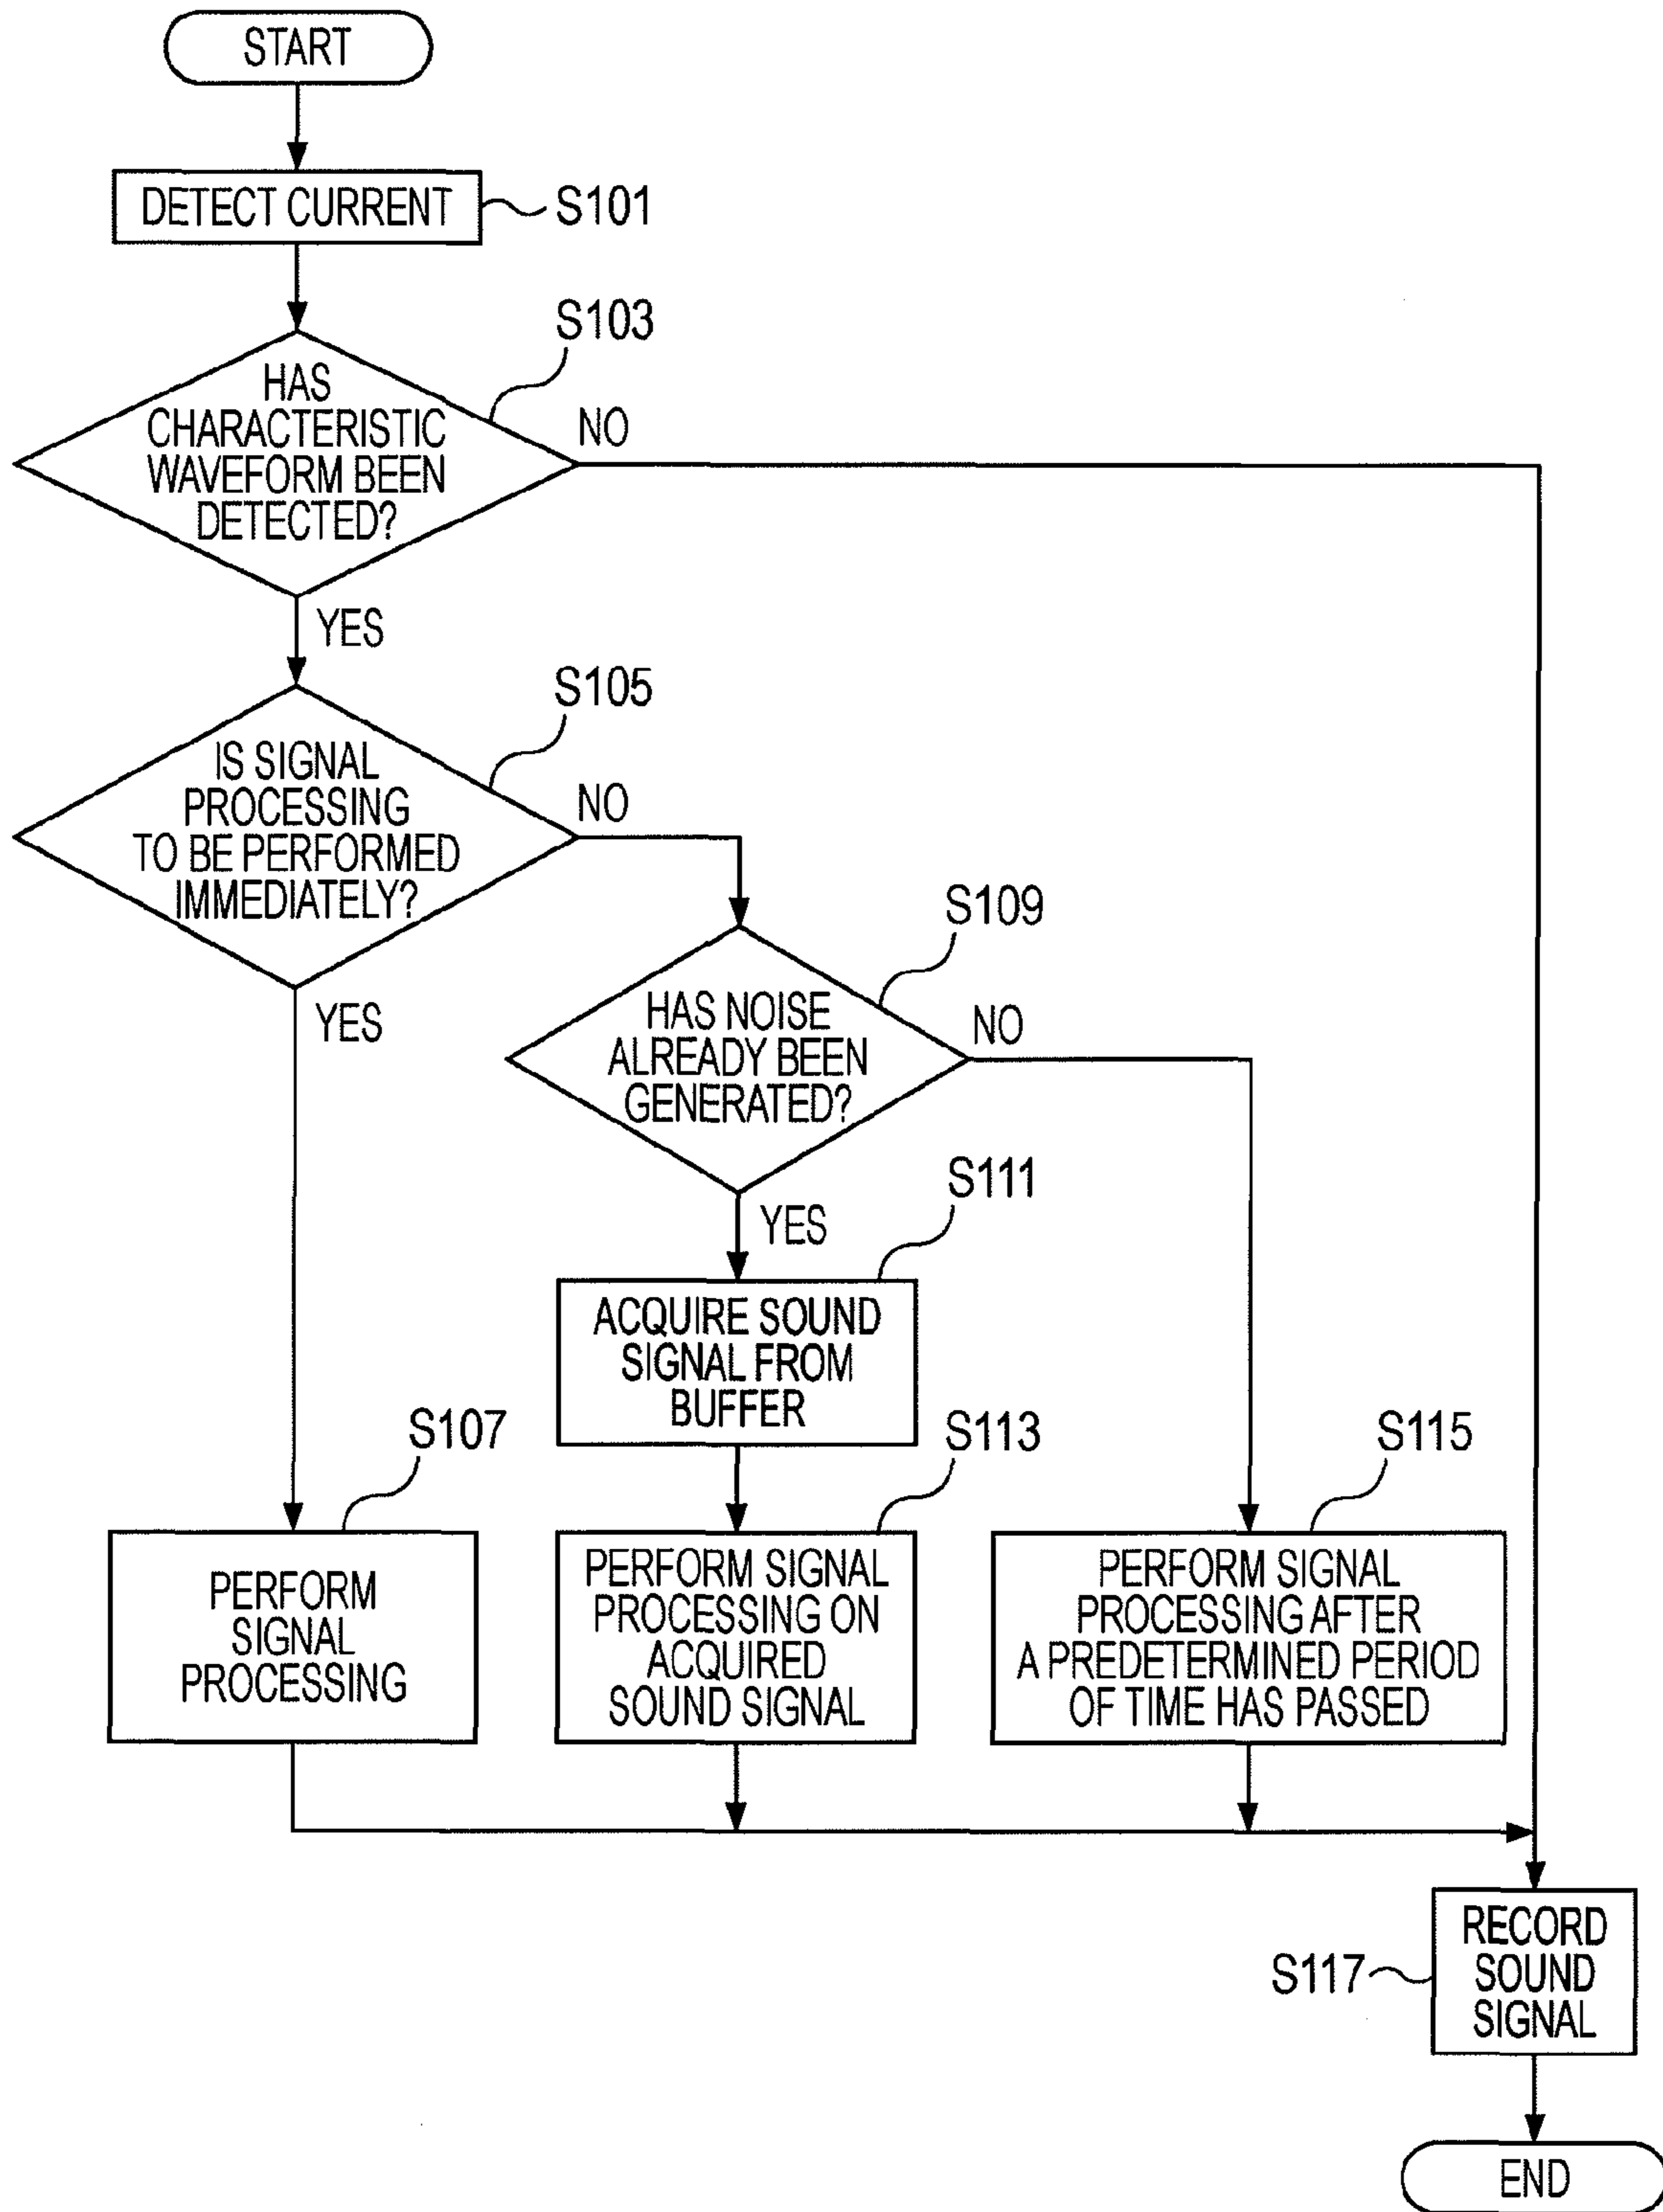 START
DETECT CURRENT
S101
S103
HAS
CHARACTERISTIC
WAVEFORM BEEN
DETECTED?
NO
YES
S105
IS SIGNAL
PROCESSING
TO BE PERFORMED
IMMEDIATELY?
NO
YES
S109
HAS NOISE
ALREADY BEEN
GENERATED?
NO
YES
S111
ACQUIRE SOUND
SIGNAL FROM
BUFFER
S107
PERFORM
SIGNAL
PROCESSING
S113
PERFORM SIGNAL
PROCESSING ON
ACQUIRED
SOUND SIGNAL
S115
PERFORM SIGNAL
PROCESSING AFTER
A PREDETERMINED PERIOD
OF TIME HAS PASSED
S117
RECORD
SOUND
SIGNAL
END